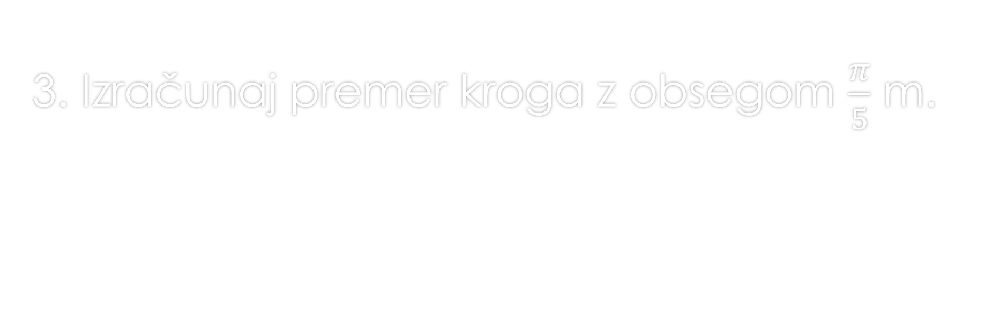 3. Izračunaj premer kroga z obsegom π/5 m.